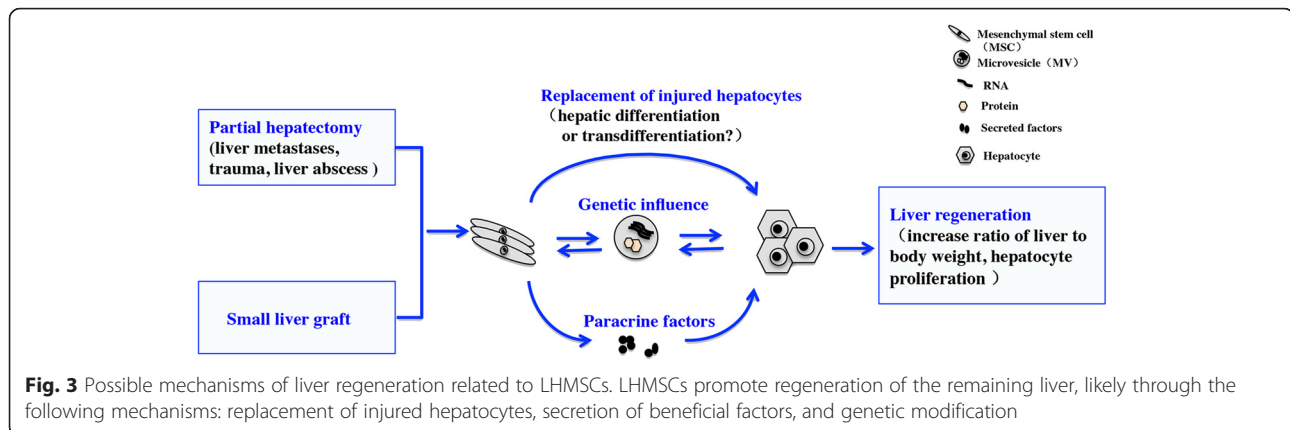 Mesenchymal stem cell
（MSC）
Microvesicle（MV）
RNA
Protein
Secreted factors
Hepatocyte
Replacement of injured hepatocytes
（hepatic differentiation
or transdifferentiation?）
Partial hepatectomy
(liver metastases,
trauma, liver abscess )
Genetic influence
Liver regeneration
（increase ratio of liver to
body weight, hepatocyte
proliferation ）
Small liver graft
Paracrine factors
Fig. 3 Possible mechanisms of liver regeneration related to LHMSCs. LHMSCs promote regeneration of the remaining liver, likely through the
following mechanisms: replacement of injured hepatocytes, secretion of beneficial factors, and genetic modification